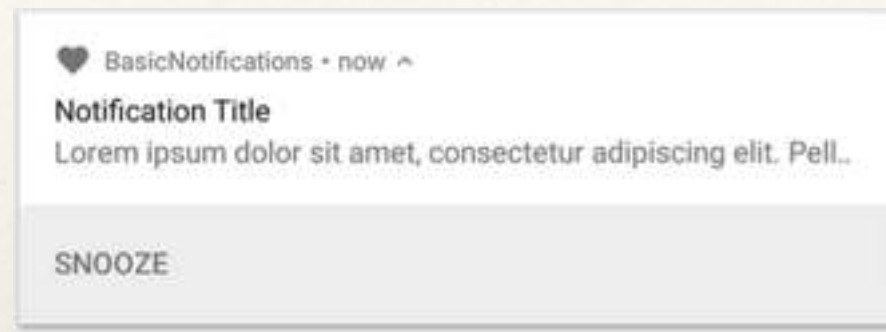 BasicNotifications • now ^
Notification Title
Lorem ipsum dolor sit amet, consectetur adipiscing elit. Pell..
SNOOZE